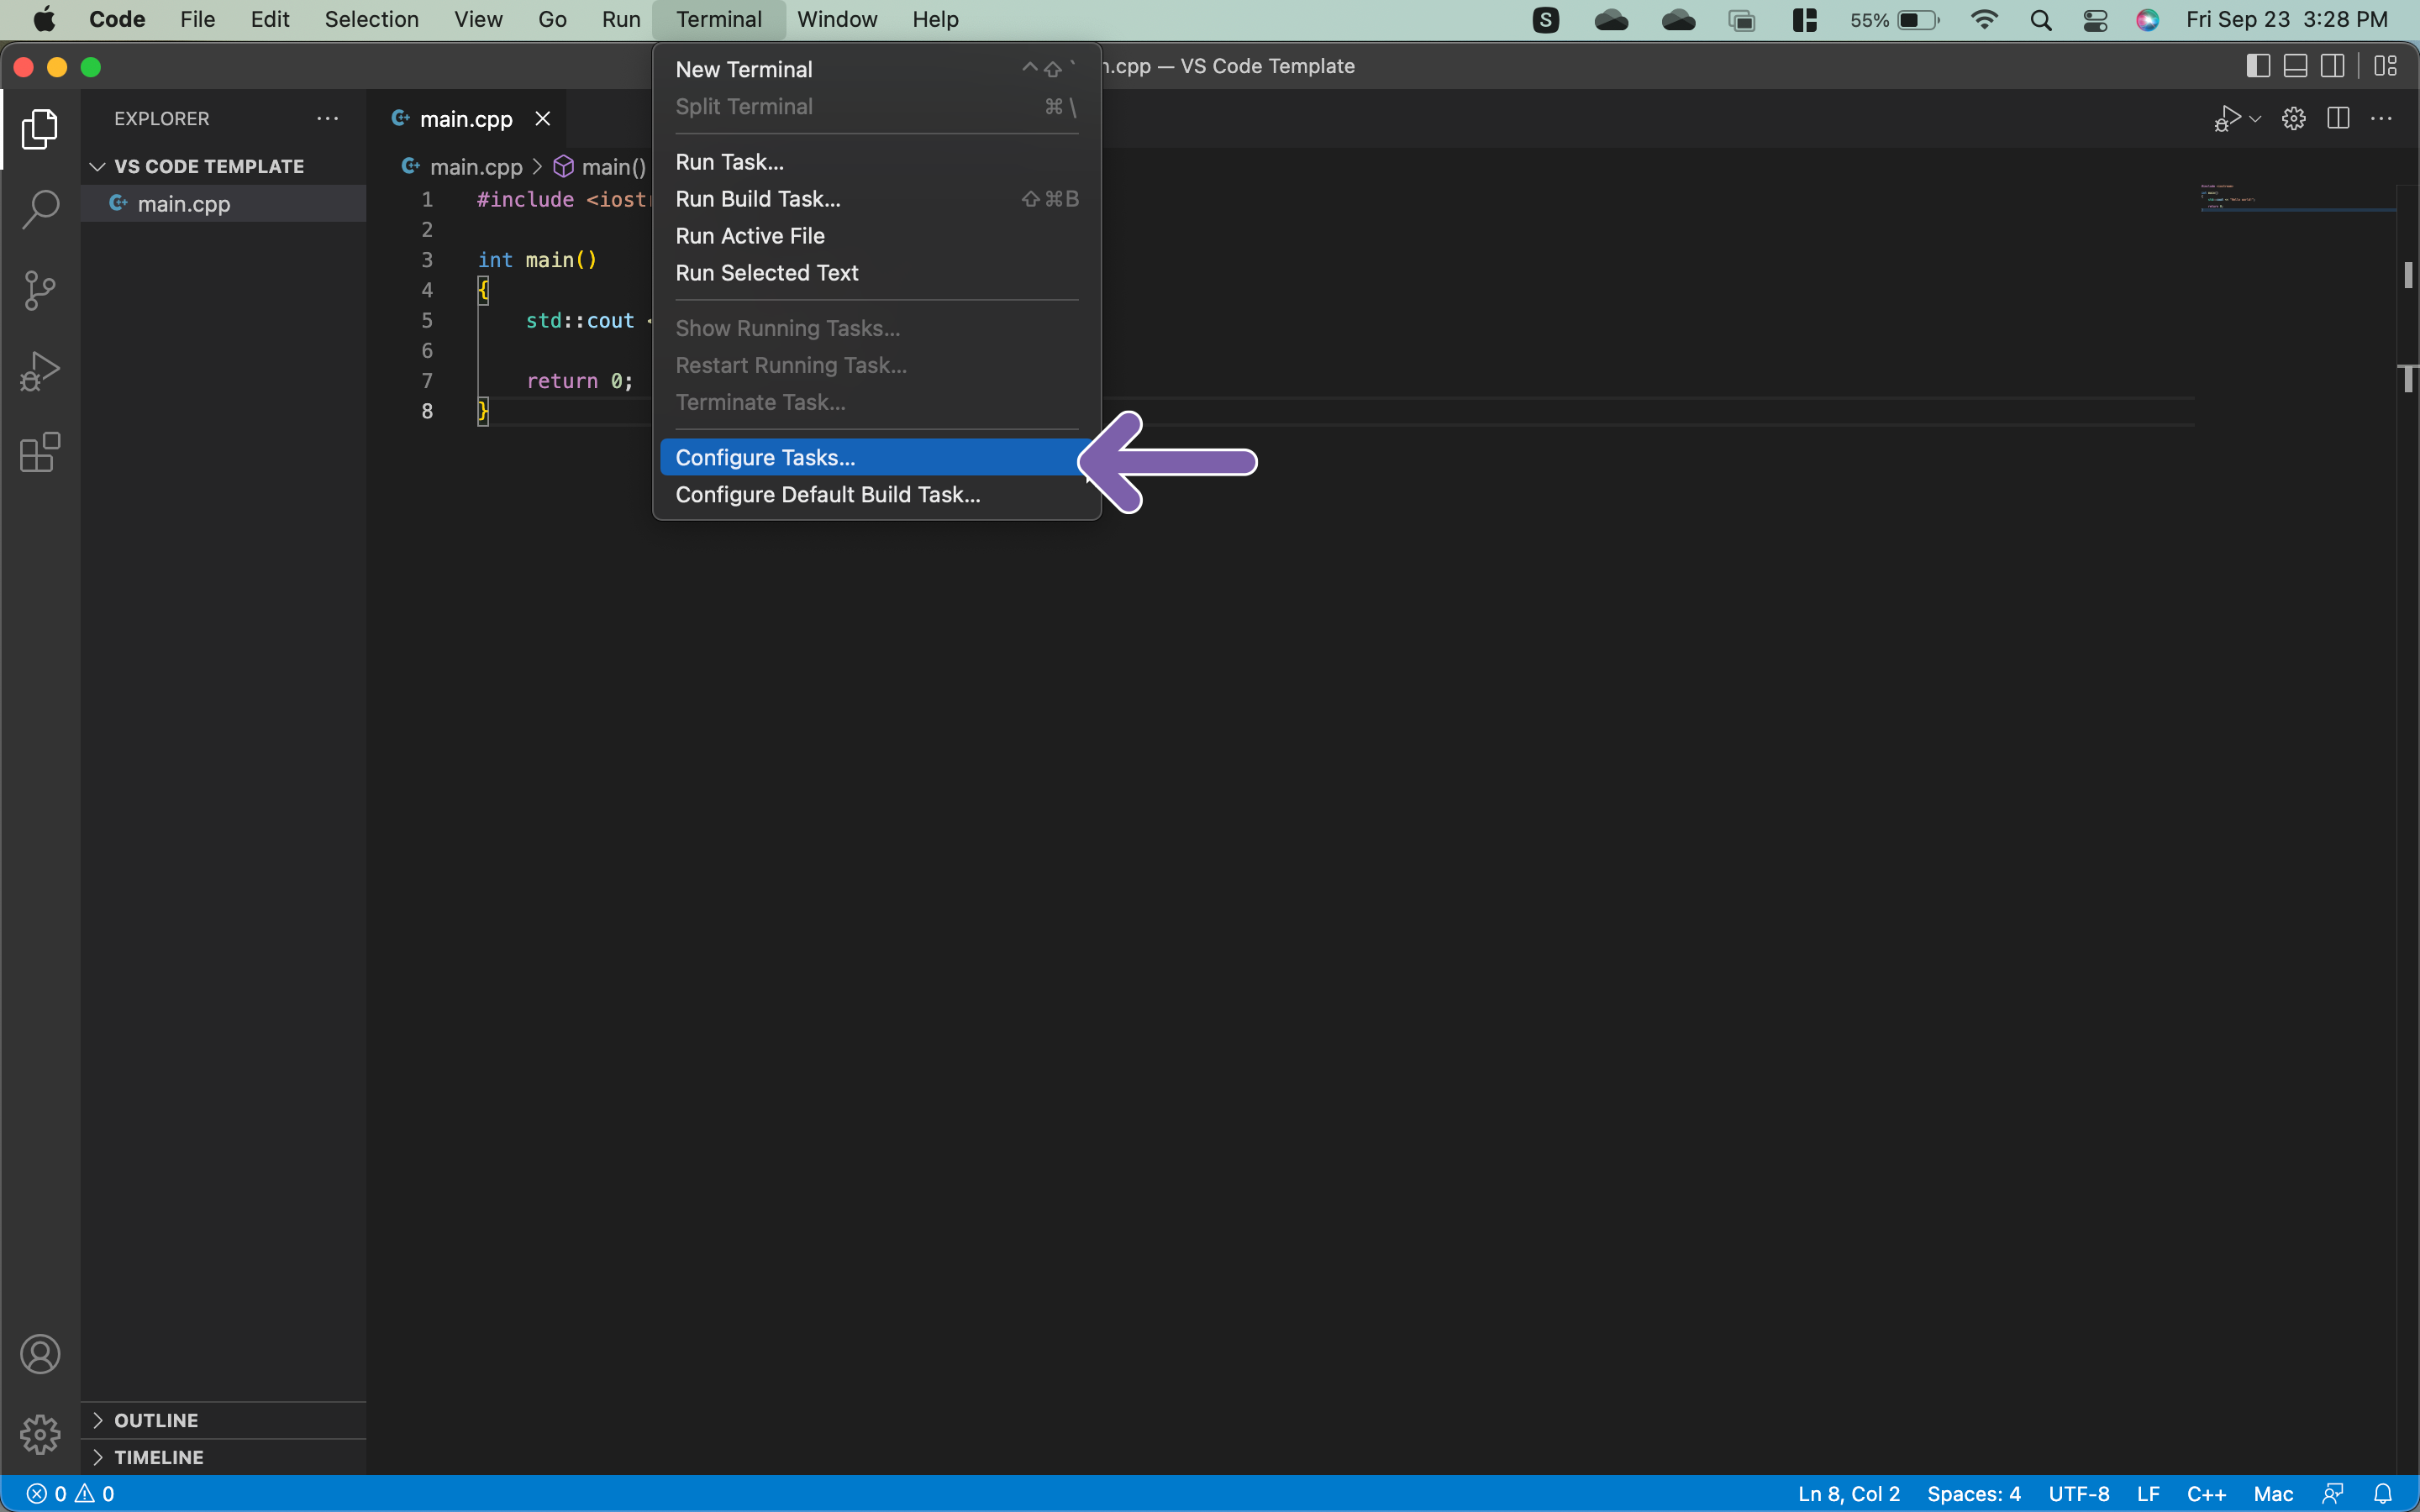 Code File Edit Selection View Go Run Terminal Window Help S 55% Fri Sep 23 3:28 PM
.cpp — VS Code Template
EXPLORER ···
main.cpp
VS CODE TEMPLATE
main.cpp
main.cpp > main()
1 #include <iost
2
3 int main()
4 {
5 std::cout <
6
7 return 0;
8 }
New Terminal ^⇧`
Split Terminal ⌘\
Run Task...
Run Build Task... ⇧⌘B
Run Active File
Run Selected Text
Show Running Tasks...
Restart Running Task...
Terminate Task...
Configure Tasks...
Configure Default Build Task...
OUTLINE
TIMELINE
0 0 Ln 8, Col 2 Spaces: 4 UTF-8 LF C++ Mac